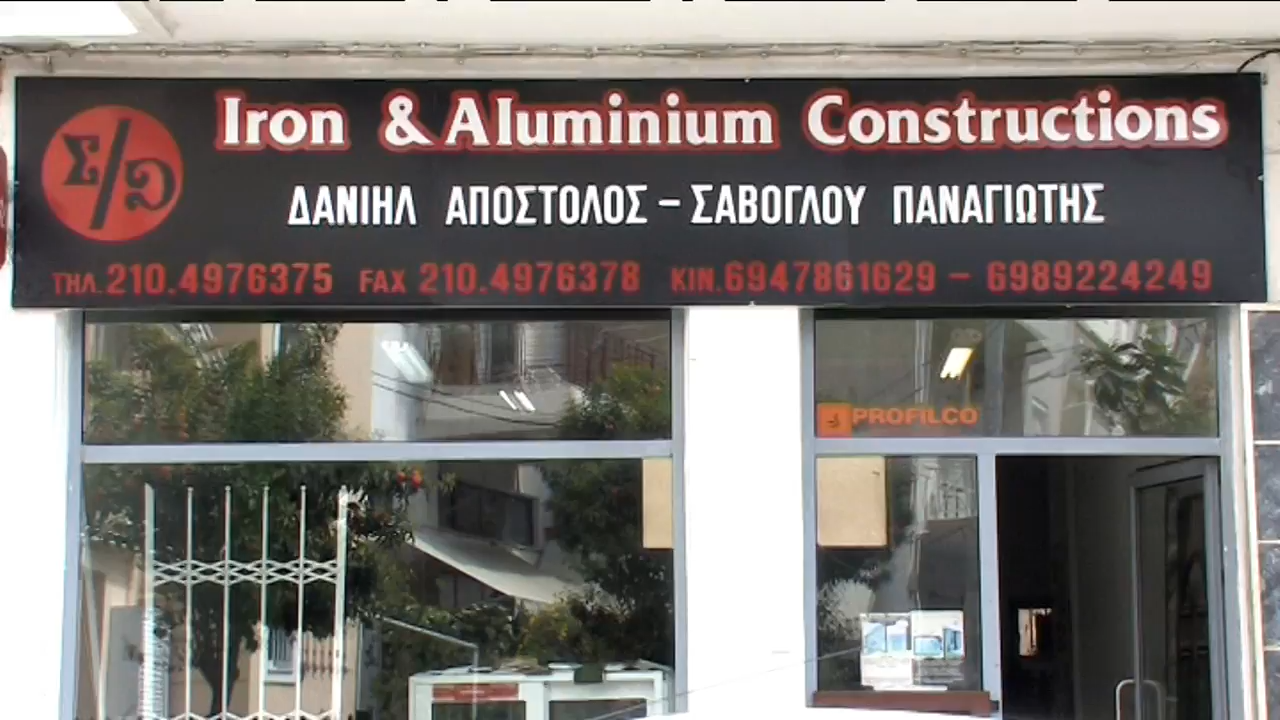 Iron & Aluminium Constructions
ΔΑΝΙΗΛ ΑΠΟΣΤΟΛΟΣ – ΣΑΒΟΓΛΟΥ ΠΑΝΑΓΙΩΤΗΣ
ΤΗΛ. 210.4976375 FAX 210.4976378 ΚΙΝ. 6947861629 – 6989224249
PROFILCO